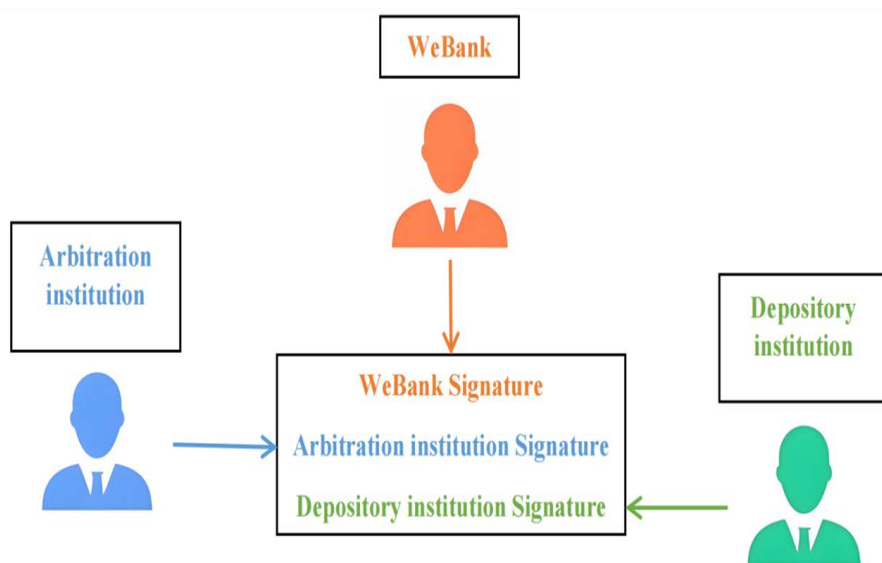 WeBank
Arbitration
institution
Depository
institution
WeBank Signature
Arbitration institution Signature
Depository institution Signature